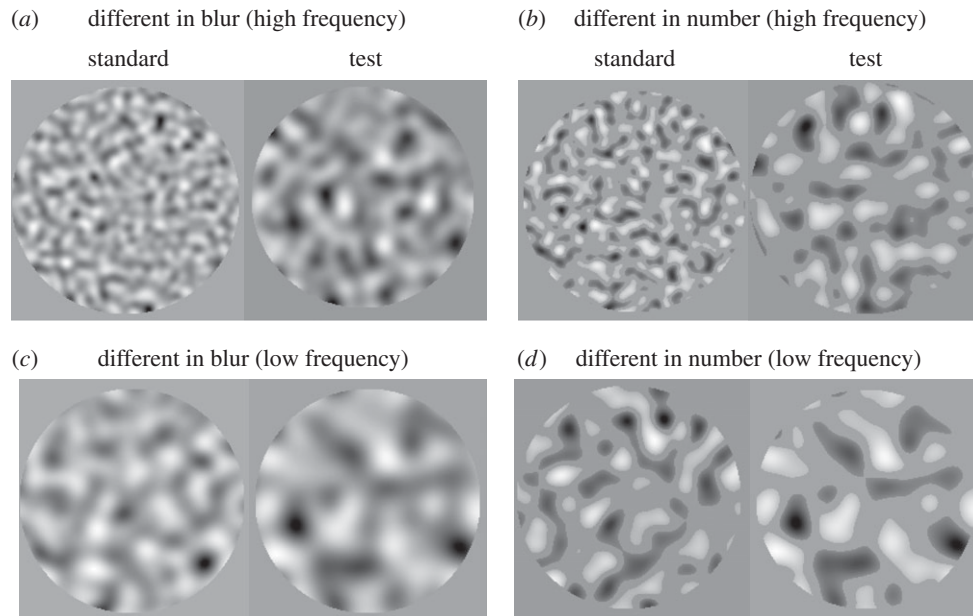 (a) different in blur (high frequency)
standard test
(b) different in number (high frequency)
standard test
(c) different in blur (low frequency)
(d) different in number (low frequency)